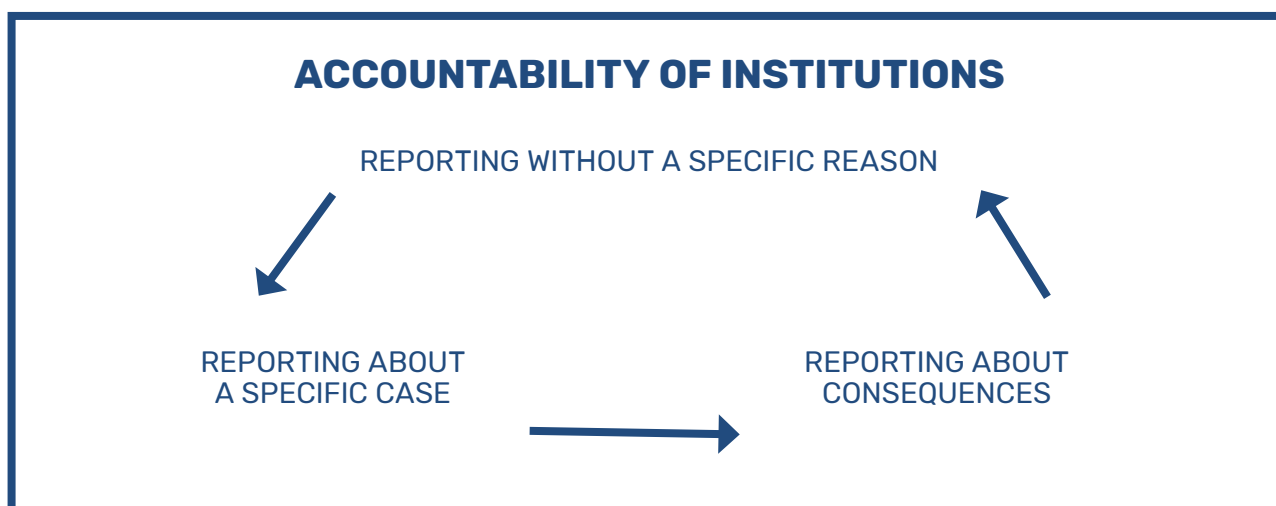 ACCOUNTABILITY OF INSTITUTIONS
REPORTING WITHOUT A SPECIFIC REASON
REPORTING ABOUT
A SPECIFIC CASE
REPORTING ABOUT
CONSEQUENCES